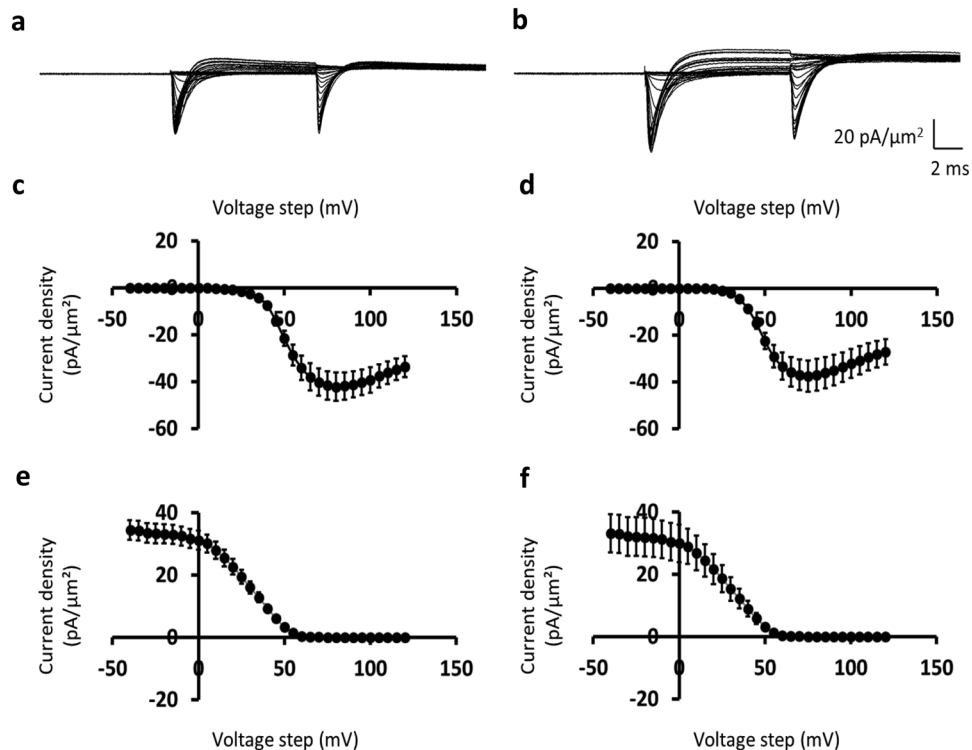 a
b
20 pA/μm²
2 ms
c
d
Voltage step (mV)
Voltage step (mV)
Current density
(pA/μm²)
20
0
-20
-40
-60
-50
0
50
100
150
Current density
(pA/μm²)
20
0
-20
-40
-60
-50
0
50
100
150
e
f
Current density
(pA/μm²)
40
20
0
-20
-50
0
50
100
150
Voltage step (mV)
Current density
(pA/μm²)
40
20
0
-20
-50
0
50
100
150
Voltage step (mV)